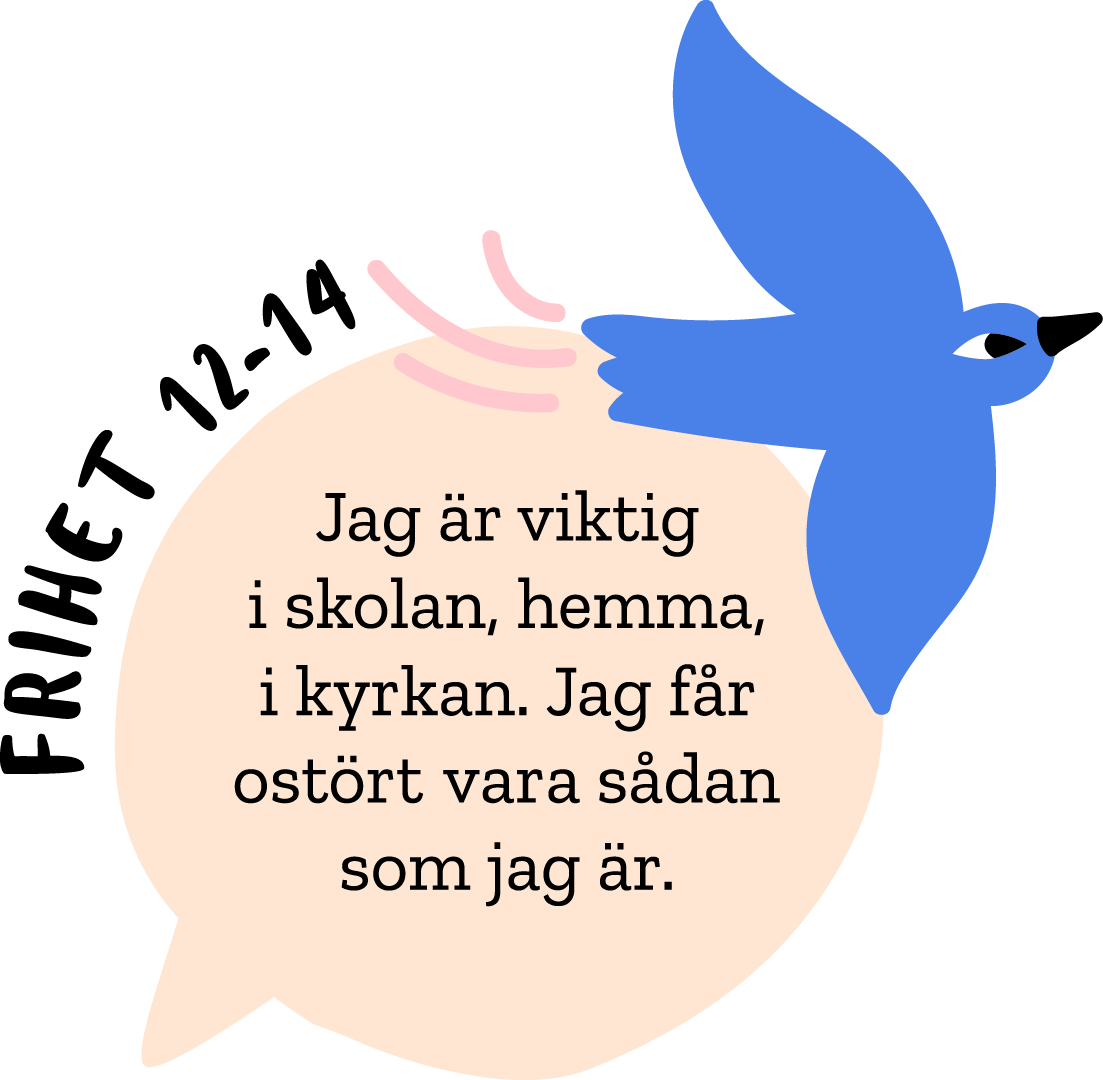 FRIHET 12-14
Jag är viktig
i skolan, hemma,
i kyrkan. Jag får
ostört vara sådan
som jag är.